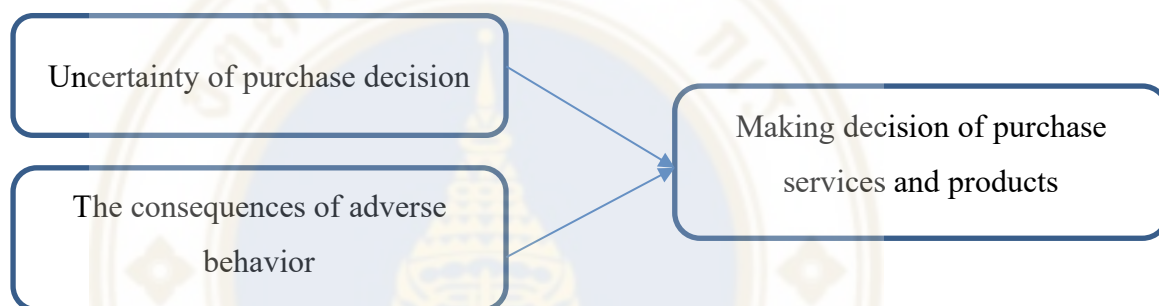 Uncertainty of purchase decision
The consequences of adverse
behavior
Making decision of purchase
services and products